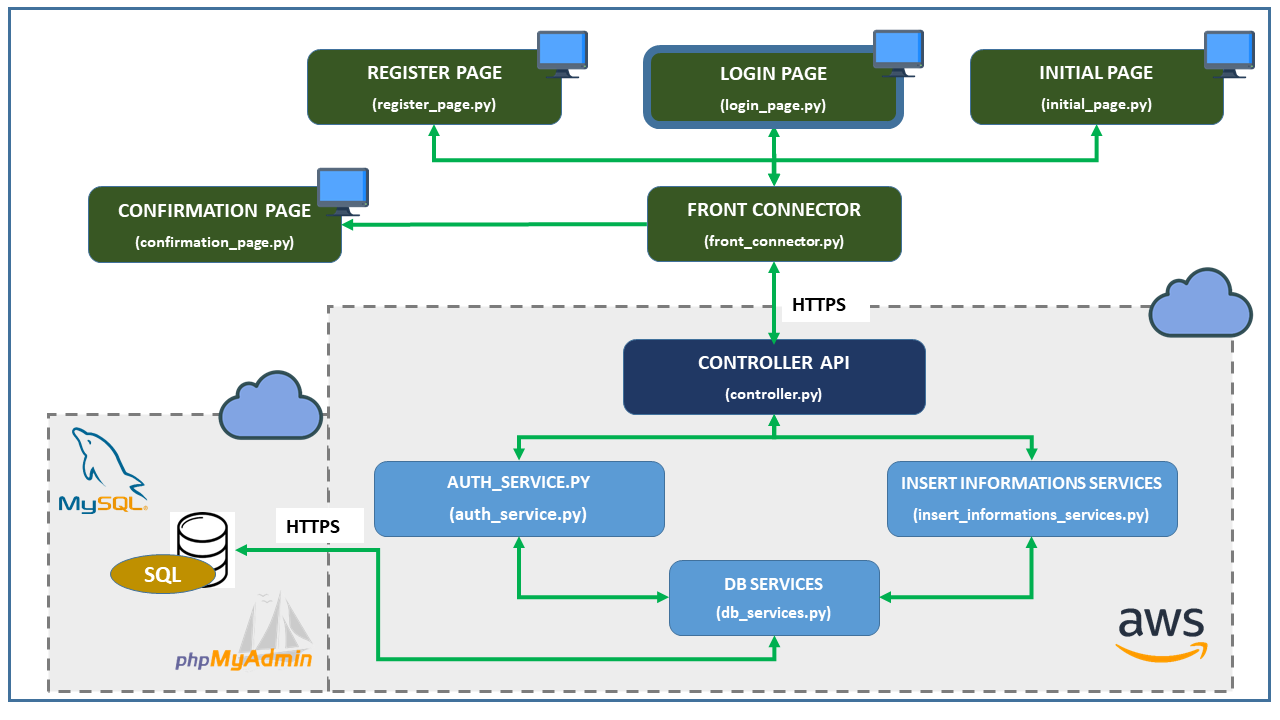 REGISTER PAGE
(register_page.py)
LOGIN PAGE
(login_page.py)
INITIAL PAGE
(initial_page.py)
CONFIRMATION PAGE
(confirmation_page.py)
FRONT CONNECTOR
(front_connector.py)
HTTPS
CONTROLLER API
(controller.py)
MySQL®
AUTH_SERVICE.PY
(auth_service.py)
INSERT INFORMATIONS SERVICES
(insert_informations_services.py)
HTTPS
SQL
DB SERVICES
(db_services.py)
phpMyAdmin
aws